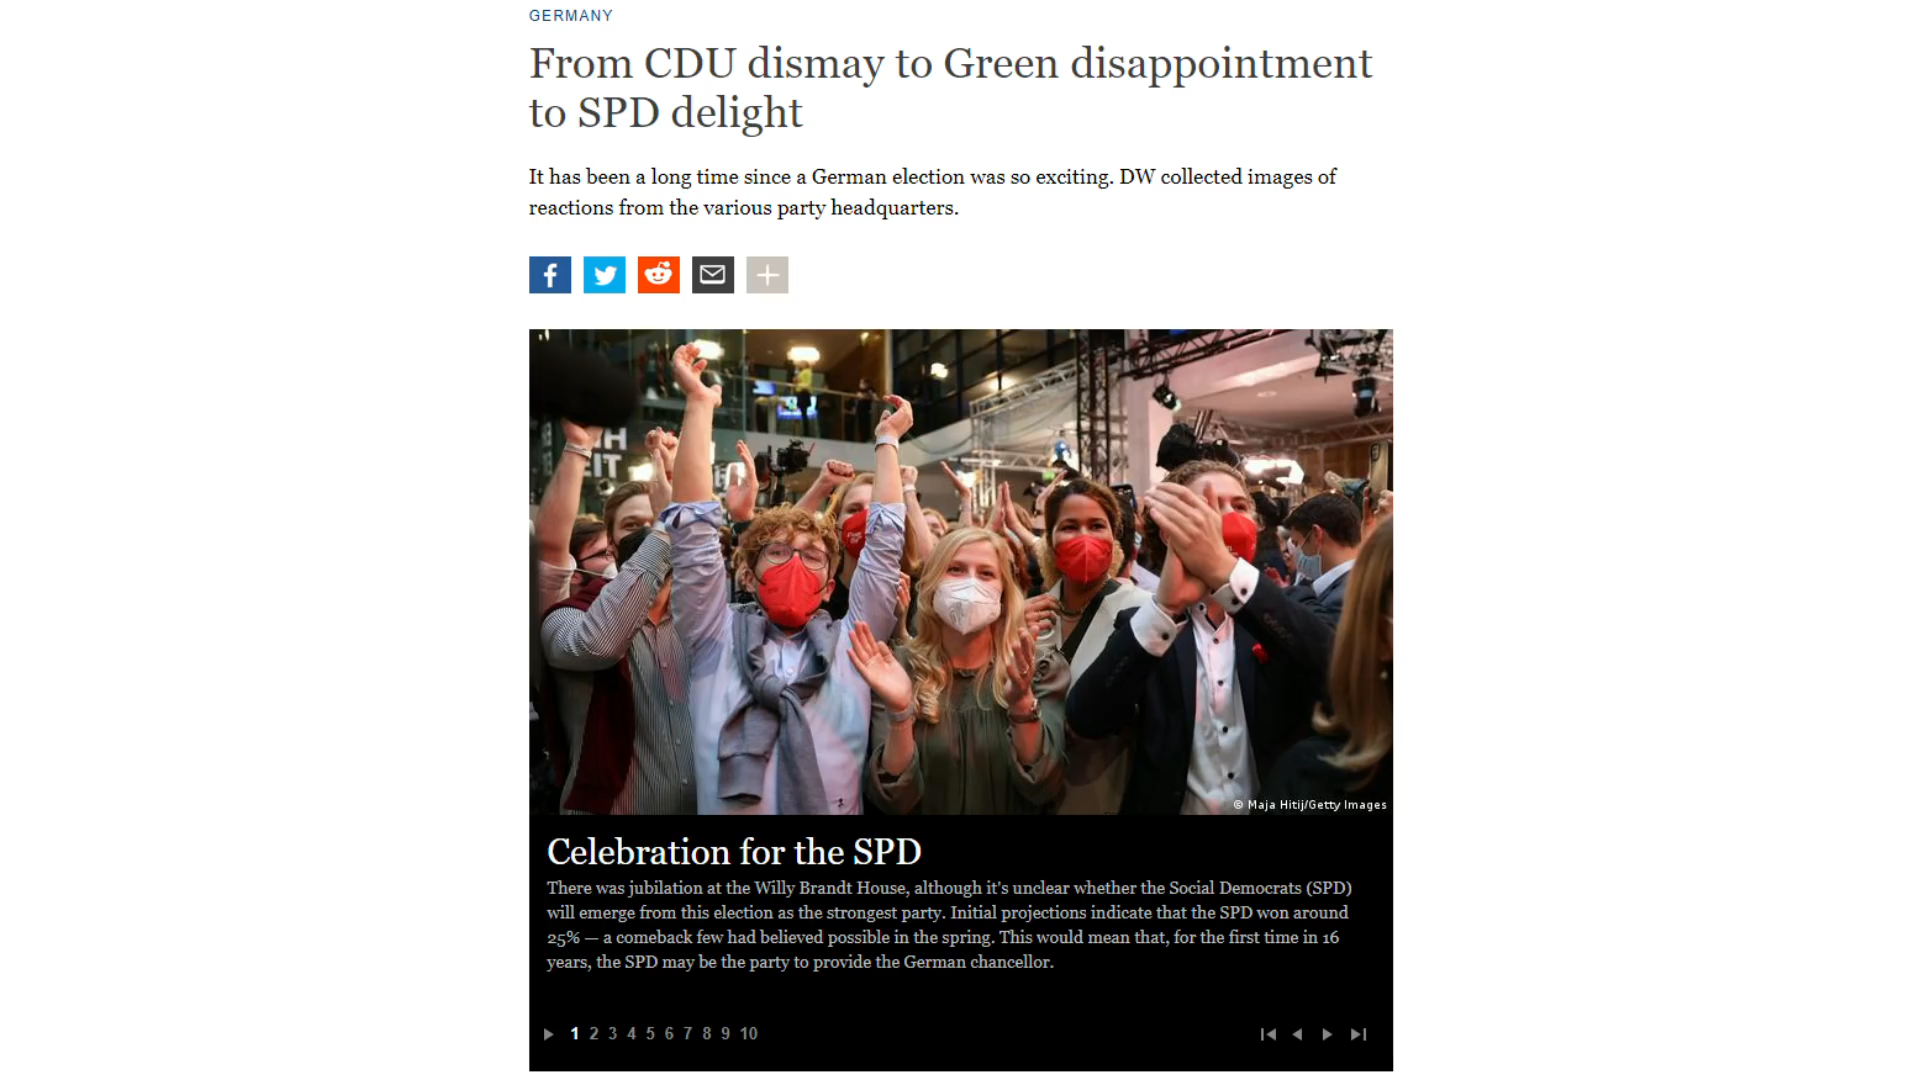 GERMANY
From CDU dismay to Green disappointment
to SPD delight
It has been a long time since a German election was so exciting. DW collected images of
reactions from the various party headquarters.
H
IT
© Maja Hitij/Getty Images
Celebration for the SPD
There was jubilation at the Willy Brandt House, although it's unclear whether the Social Democrats (SPD)
will emerge from this election as the strongest party. Initial projections indicate that the SPD won around
25% — a comeback few had believed possible in the spring. This would mean that, for the first time in 16
years, the SPD may be the party to provide the German chancellor.
1 2 3 4 5 6 7 8 9 10